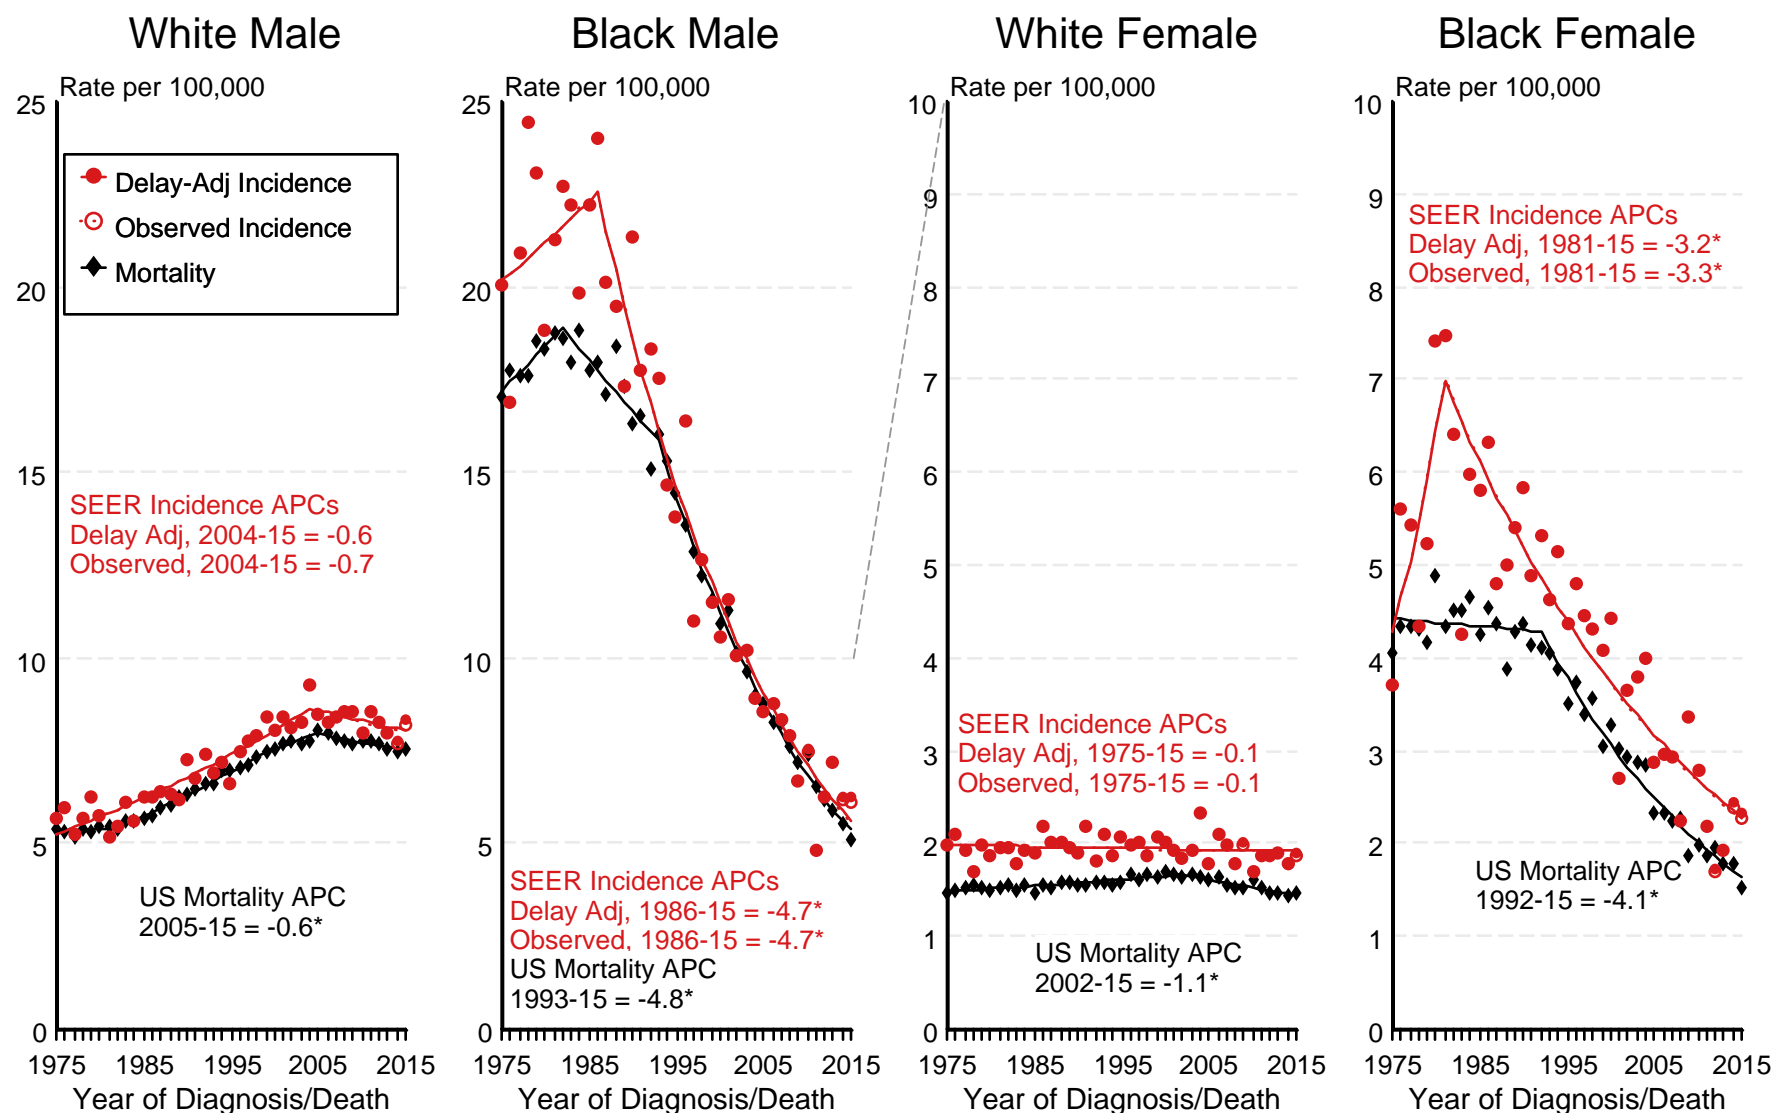 White Male
Rate per 100,000
25
20
15
10
5
0
Delay-Adj Incidence
Observed Incidence
Mortality
SEER Incidence APCs
Delay Adj, 2004-15 = -0.6
Observed, 2004-15 = -0.7
US Mortality APC
2005-15 = -0.6*
1975 1985 1995 2005 2015
Year of Diagnosis/Death
Black Male
Rate per 100,000
25
20
15
10
5
0
SEER Incidence APCs
Delay Adj, 1986-15 = -4.7*
Observed, 1986-15 = -4.7*
US Mortality APC
1993-15 = -4.8*
1975 1985 1995 2005 2015
Year of Diagnosis/Death
White Female
Rate per 100,000
10
9
8
7
6
5
4
3
2
1
0
SEER Incidence APCs
Delay Adj, 1975-15 = -0.1
Observed, 1975-15 = -0.1
US Mortality APC
2002-15 = -1.1*
1975 1985 1995 2005 2015
Year of Diagnosis/Death
Black Female
Rate per 100,000
10
9
8
7
6
5
4
3
2
1
0
SEER Incidence APCs
Delay Adj, 1981-15 = -3.2*
Observed, 1981-15 = -3.3*
US Mortality APC
1992-15 = -4.1*
1975 1985 1995 2005 2015
Year of Diagnosis/Death